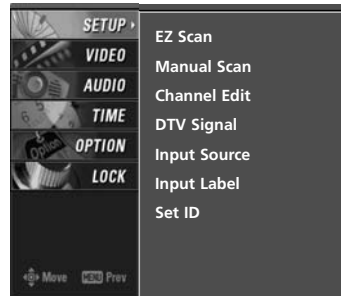 SETUP
VIDEO
AUDIO
TIME
OPTION
LOCK
Move MENU Prev
EZ Scan
Manual Scan
Channel Edit
DTV Signal
Input Source
Input Label
Set ID